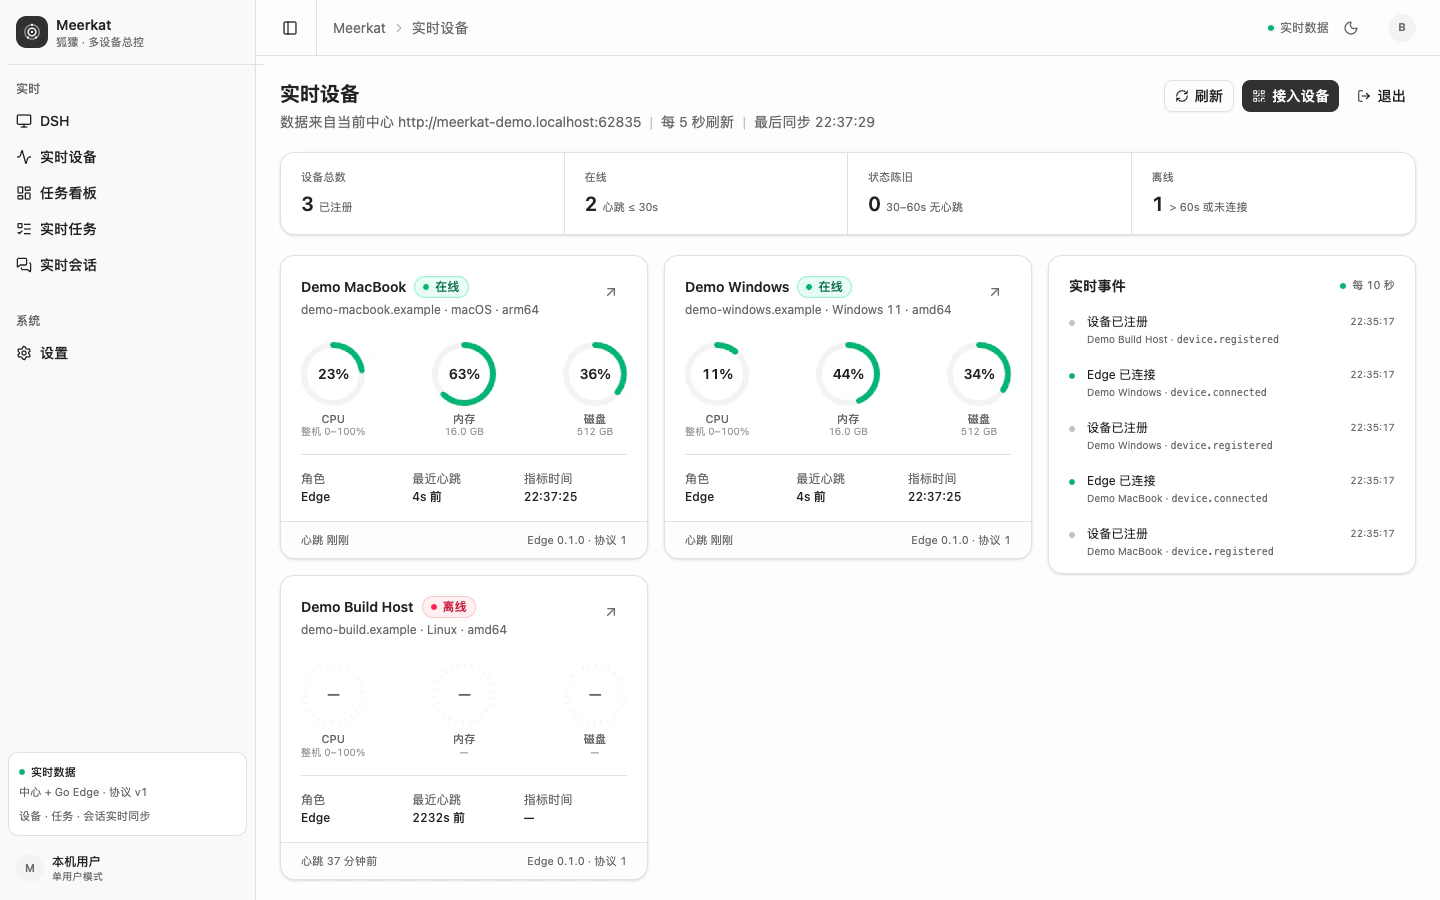 Meerkat
狐獴 · 多设备总控
实时
DSH
实时设备
任务看板
实时任务
实时会话
系统
设置
实时数据
中心 + Go Edge · 协议 v1
设备 · 任务 · 会话实时同步
M
本机用户
单用户模式
Meerkat > 实时设备
实时数据
B
实时设备
数据来自当前中心 http://meerkat-demo.localhost:62835 | 每 5 秒刷新 | 最后同步 22:37:29
刷新
接入设备
退出
设备总数
3 已注册
在线
2 心跳 ≤ 30s
状态陈旧
0 30–60s 无心跳
离线
1 > 60s 或未连接
Demo MacBook 在线
demo-macbook.example · macOS · arm64
23% 63% 36%
CPU 内存 磁盘
整机 0–100% 16.0 GB 512 GB
角色 最近心跳 指标时间
Edge 4s 前 22:37:25
心跳 刚刚 Edge 0.1.0 · 协议 1
Demo Windows 在线
demo-windows.example · Windows 11 · amd64
11% 44% 34%
CPU 内存 磁盘
整机 0–100% 16.0 GB 512 GB
角色 最近心跳 指标时间
Edge 4s 前 22:37:25
心跳 刚刚 Edge 0.1.0 · 协议 1
实时事件 每 10 秒
设备已注册 22:35:17
Demo Build Host · device.registered
Edge 已连接 22:35:17
Demo Windows · device.connected
设备已注册 22:35:17
Demo Windows · device.registered
Edge 已连接 22:35:17
Demo MacBook · device.connected
设备已注册 22:35:17
Demo MacBook · device.registered
Demo Build Host 离线
demo-build.example · Linux · amd64
— — —
CPU 内存 磁盘
整机 0–100% — —
角色 最近心跳 指标时间
Edge 2232s 前 —
心跳 37 分钟前 Edge 0.1.0 · 协议 1